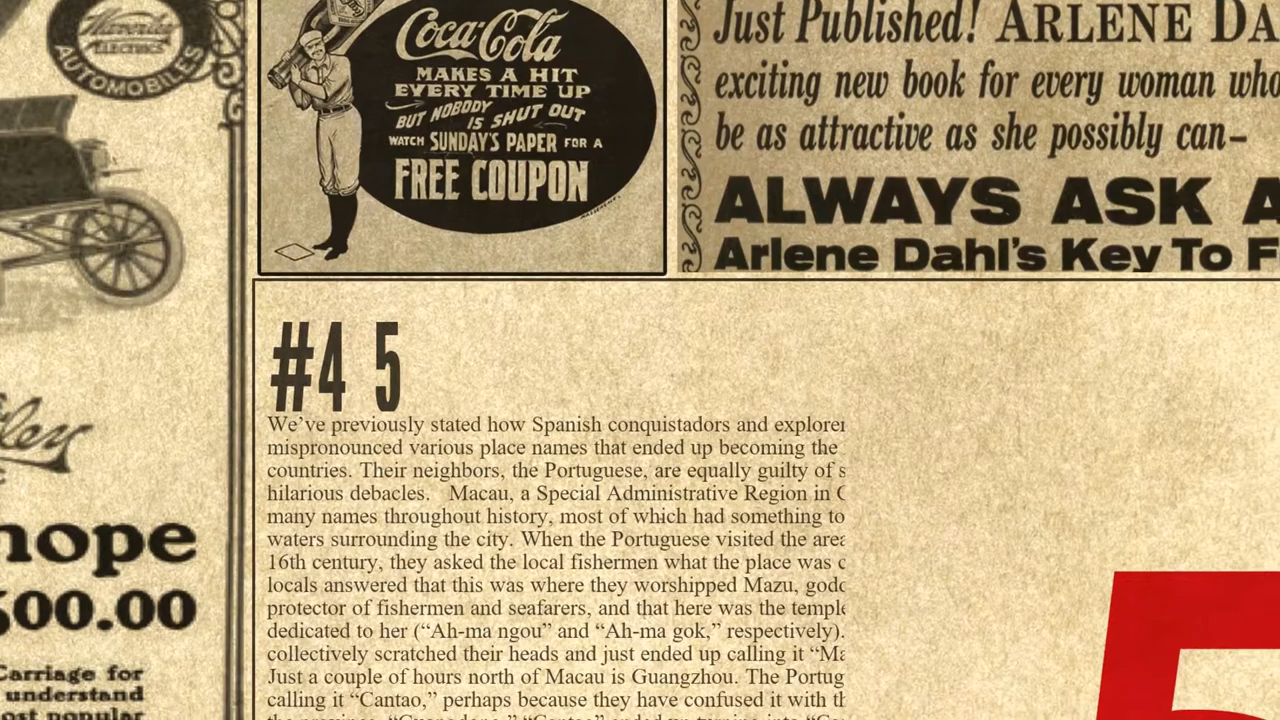 AUTOMOBILES
Coca-Cola
MAKES A HIT
EVERY TIME UP
BUT NOBODY
IS SHUT OUT
WATCH SUNDAY'S PAPER FOR A
FREE COUPON
Just Published! ARLENE DA
exciting new book for every woman who
be as attractive as she possibly can–
ALWAYS ASK A
Arlene Dahl's Key To F
hope
500.00
Carriage for
understand
ost popular
#4 5
We've previously stated how Spanish conquistadors and explorer
mispronounced various place names that ended up becoming the
countries. Their neighbors, the Portuguese, are equally guilty of s
hilarious debacles. Macau, a Special Administrative Region in C
many names throughout history, most of which had something to
waters surrounding the city. When the Portuguese visited the area
16th century, they asked the local fishermen what the place was c
locals answered that this was where they worshipped Mazu, godd
protector of fishermen and seafarers, and that here was the temple
dedicated to her (“Ah-ma ngou” and “Ah-ma gok,” respectively).
collectively scratched their heads and just ended up calling it “Ma
Just a couple of hours north of Macau is Guangzhou. The Portug
calling it “Cantao,” perhaps because they have confused it with th
5